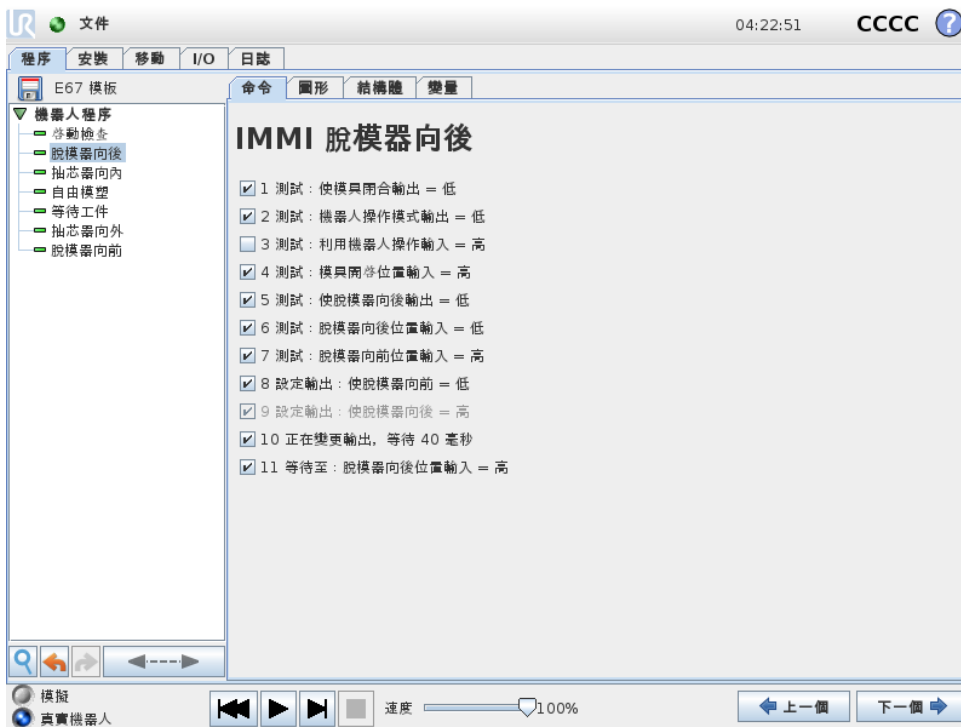 UR 文件 04:22:51 CCCC ?
程序 安裝 移動 I/O 日誌
E67 模板
命令 圖形 結構體 變量
機器人程序
啓動檢查
脫模器向後
抽芯器向內
自由模塑
等待工件
抽芯器向外
脫模器向前
IMMI 脫模器向後
1 測試：使模具閉合輸出 = 低
2 測試：機器人操作模式輸出 = 低
3 測試：利用機器人操作輸入 = 高
4 測試：模具開啓位置輸入 = 高
5 測試：使脫模器向後輸出 = 低
6 測試：脫模器向後位置輸入 = 低
7 測試：脫模器向前位置輸入 = 高
8 設定輸出：使脫模器向前 = 低
9 設定輸出：使脫模器向後 = 高
10 正在變更輸出，等待 40 毫秒
11 等待至：脫模器向後位置輸入 = 高
模擬
真實機器人
速度 100%
上一個 下一個